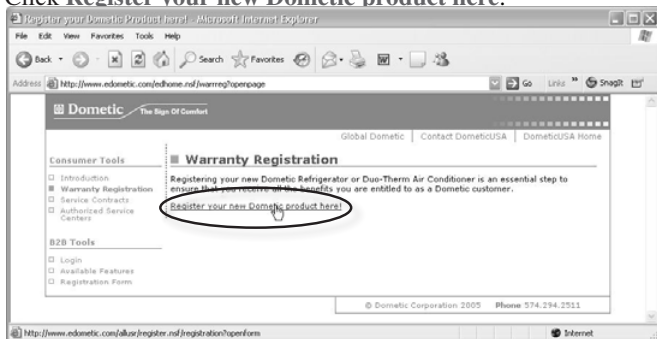 Click Register your new Dometic product here.
Register your Dometic Product here! - Microsoft Internet Explorer
File Edit View Favorites Tools Help
Back Search Favorites
Address http://www.edometic.com/edhome.nsf/warrreg?openpage Go Links » SnagIt
Dometic The Sign Of Comfort
Global Dometic Contact DometicUSA DometicUSA Home
Consumer Tools
Introduction
Warranty Registration
Service Contracts
Authorized Service
Centers
B2B Tools
Login
Available Features
Registration Form
Warranty Registration
Registering your new Dometic Refrigerator or Duo-Therm Air Conditioner is an essential step to
ensure that you receive all the benefits you are entitled to as a Dometic customer.
Register your new Dometic product here!
© Dometic Corporation 2005 Phone 574.294.2511
http://www.edometic.com/allusr/register.nsf/registration?openform Internet